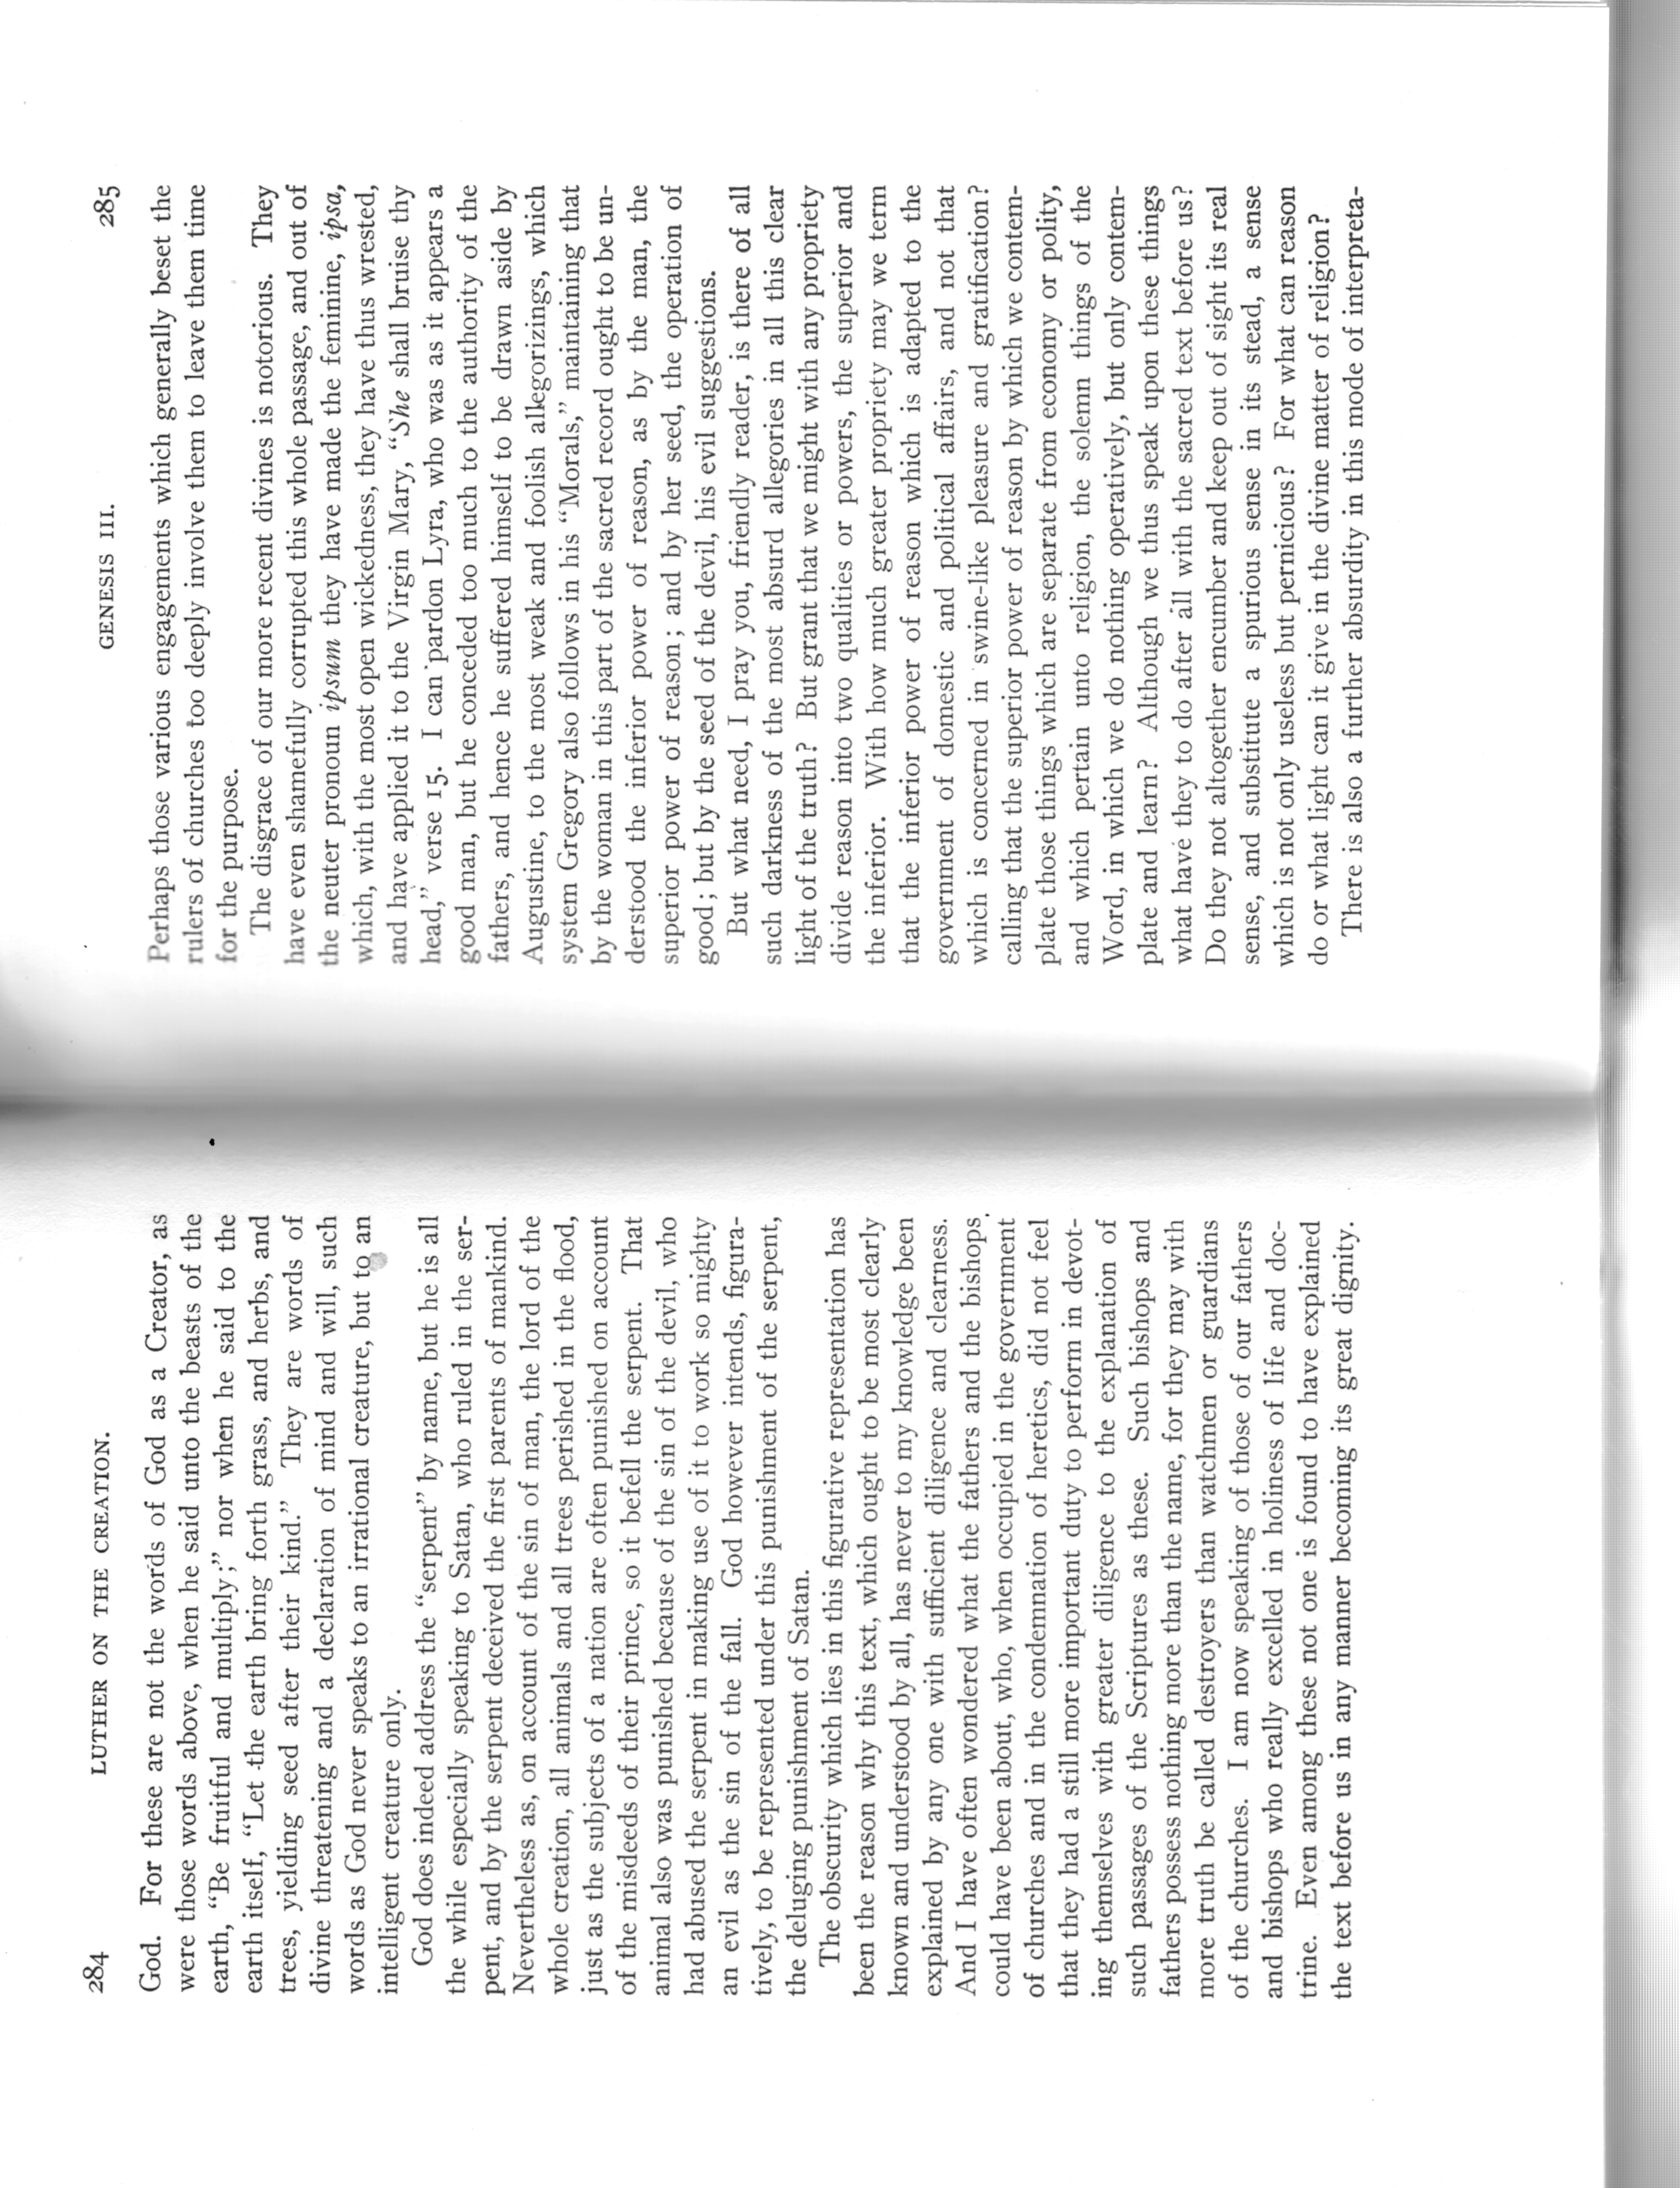 284 LUTHER ON THE CREATION.
God. For these are not the words of God as a Creator, as
were those words above, when he said unto the beasts of the
earth, “Be fruitful and multiply;” nor when he said to the
earth itself, “Let the earth bring forth grass, and herbs, and
trees, yielding seed after their kind.” They are words of
divine threatening and a declaration of mind and will, such
words as God never speaks to an irrational creature, but to an
intelligent creature only.
God does indeed address the “serpent” by name, but he is all
the while especially speaking to Satan, who ruled in the ser-
pent, and by the serpent deceived the first parents of mankind.
Nevertheless as, on account of the sin of man, the lord of the
whole creation, all animals and all trees perished in the flood,
just as the subjects of a nation are often punished on account
of the misdeeds of their prince, so it befell the serpent. That
animal also was punished because of the sin of the devil, who
had abused the serpent in making use of it to work so mighty
an evil as the sin of the fall. God however intends, figura-
tively, to be represented under this punishment of the serpent,
the deluging punishment of Satan.
The obscurity which lies in this figurative representation has
been the reason why this text, which ought to be most clearly
known and understood by all, has never to my knowledge been
explained by any one with sufficient diligence and clearness.
And I have often wondered what the fathers and the bishops
could have been about, who, when occupied in the government
of churches and in the condemnation of heretics, did not feel
that they had a still more important duty to perform in devot-
ing themselves with greater diligence to the explanation of
such passages of the Scriptures as these. Such bishops and
fathers possess nothing more than the name, for they may with
more truth be called destroyers than watchmen or guardians
of the churches. I am now speaking of those of our fathers
and bishops who really excelled in holiness of life and doc-
trine. Even among these not one is found to have explained
the text before us in any manner becoming its great dignity.
GENESIS III. 285
Perhaps those various engagements which generally beset the
rulers of churches too deeply involve them to leave them time
for the purpose.
The disgrace of our more recent divines is notorious. They
have even shamefully corrupted this whole passage, and out of
the neuter pronoun ipsum they have made the feminine, ipsa,
which, with the most open wickedness, they have thus wrested,
and have applied it to the Virgin Mary, “She shall bruise thy
head,” verse 15. I can pardon Lyra, who was as it appears a
good man, but he conceded too much to the authority of the
fathers, and hence he suffered himself to be drawn aside by
Augustine, to the most weak and foolish allegorizings, which
system Gregory also follows in his “Morals,” maintaining that
by the woman in this part of the sacred record ought to be un-
derstood the inferior power of reason, as by the man, the
superior power of reason; and by her seed, the operation of
good; but by the seed of the devil, his evil suggestions.
But what need, I pray you, friendly reader, is there of all
such darkness of the most absurd allegories in all this clear
light of the truth? But grant that we might with any propriety
divide reason into two qualities or powers, the superior and
the inferior. With how much greater propriety may we term
that the inferior power of reason which is adapted to the
government of domestic and political affairs, and not that
which is concerned in swine-like pleasure and gratification?
calling that the superior power of reason by which we contem-
plate those things which are separate from economy or polity,
and which pertain unto religion, the solemn things of the
Word, in which we do nothing operatively, but only contem-
plate and learn? Although we thus speak upon these things
what have they to do after all with the sacred text before us?
Do they not altogether encumber and keep out of sight its real
sense, and substitute a spurious sense in its stead, a sense
which is not only useless but pernicious? For what can reason
do or what light can it give in the divine matter of religion?
There is also a further absurdity in this mode of interpreta-